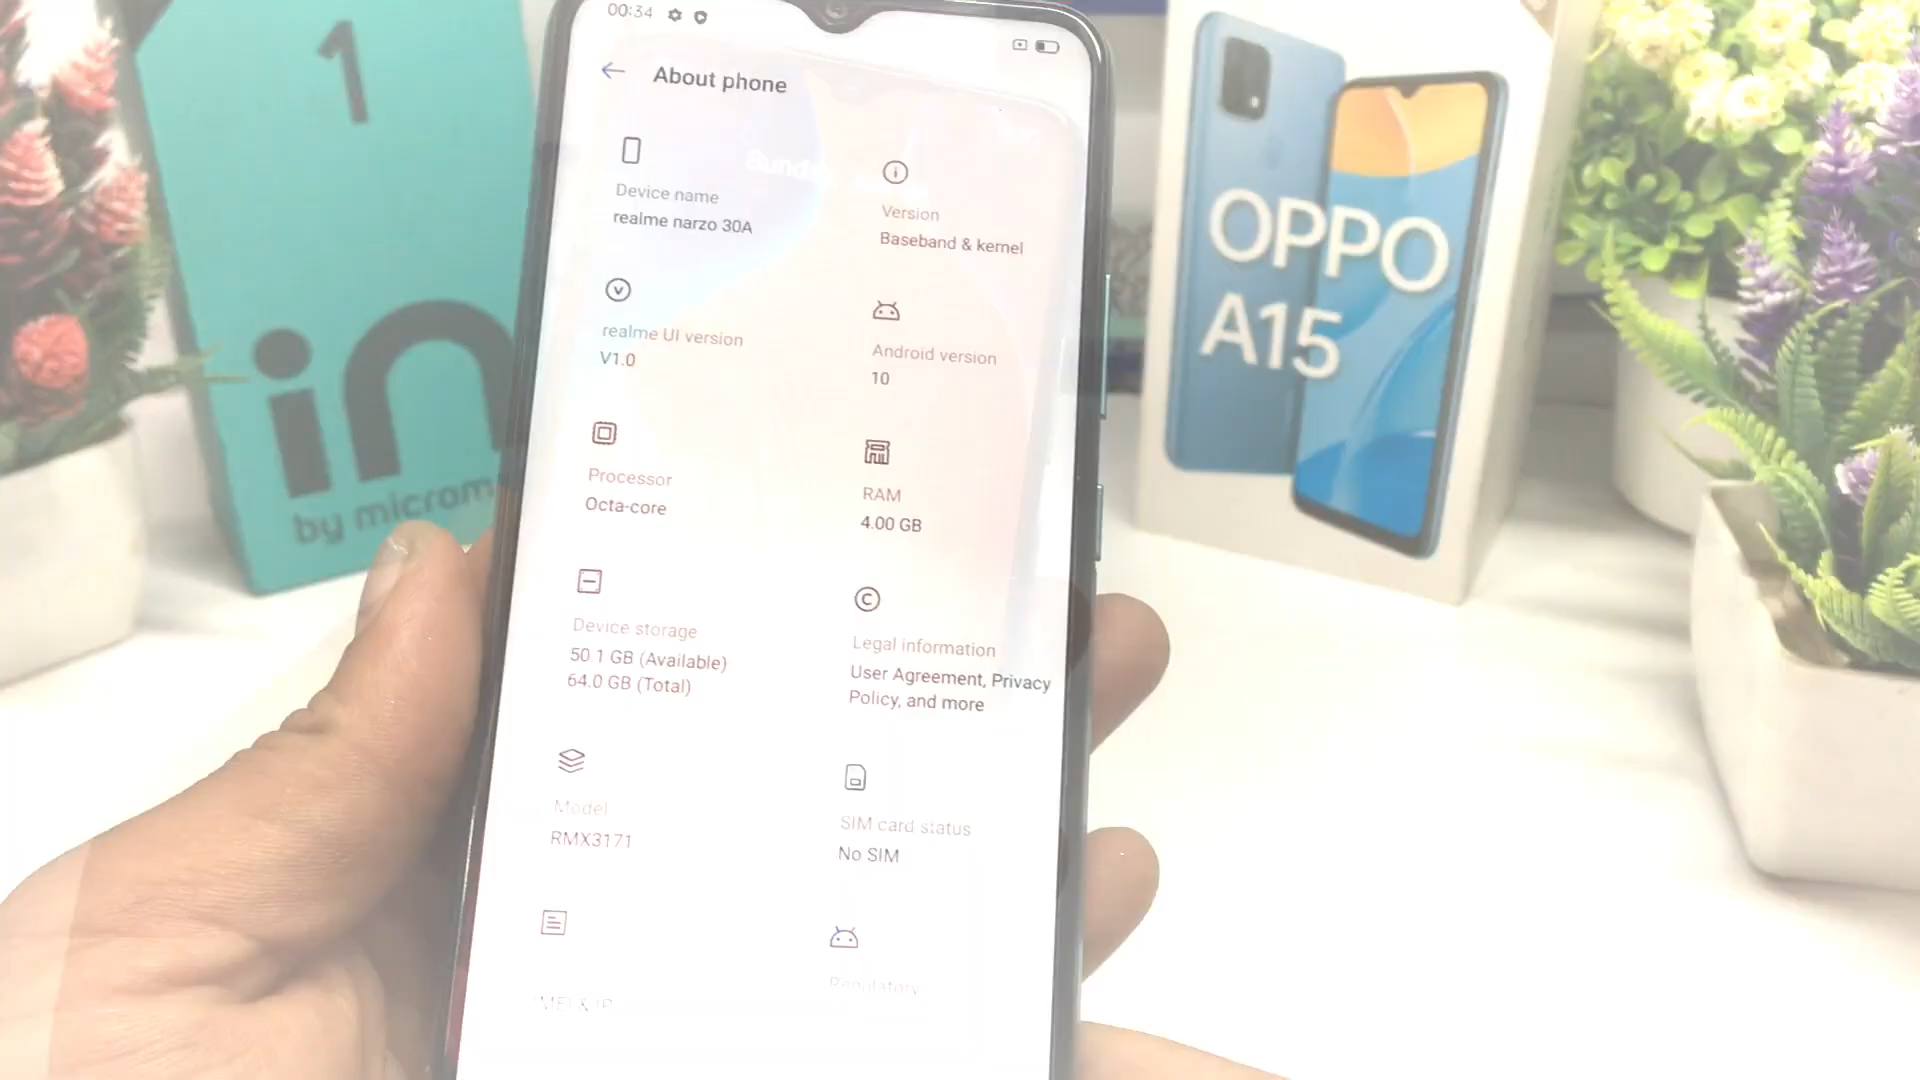 1
in
by microm
00:34
About phone
Device name
realme narzo 30A
Version
Baseband & kernel
realme UI version
V1.0
Android version
10
Processor
Octa-core
RAM
4.00 GB
Device storage
50.1 GB (Available)
64.0 GB (Total)
Legal information
User Agreement, Privacy
Policy, and more
Model
RMX3171
SIM card status
No SIM
Regulatory
OPPO
A15